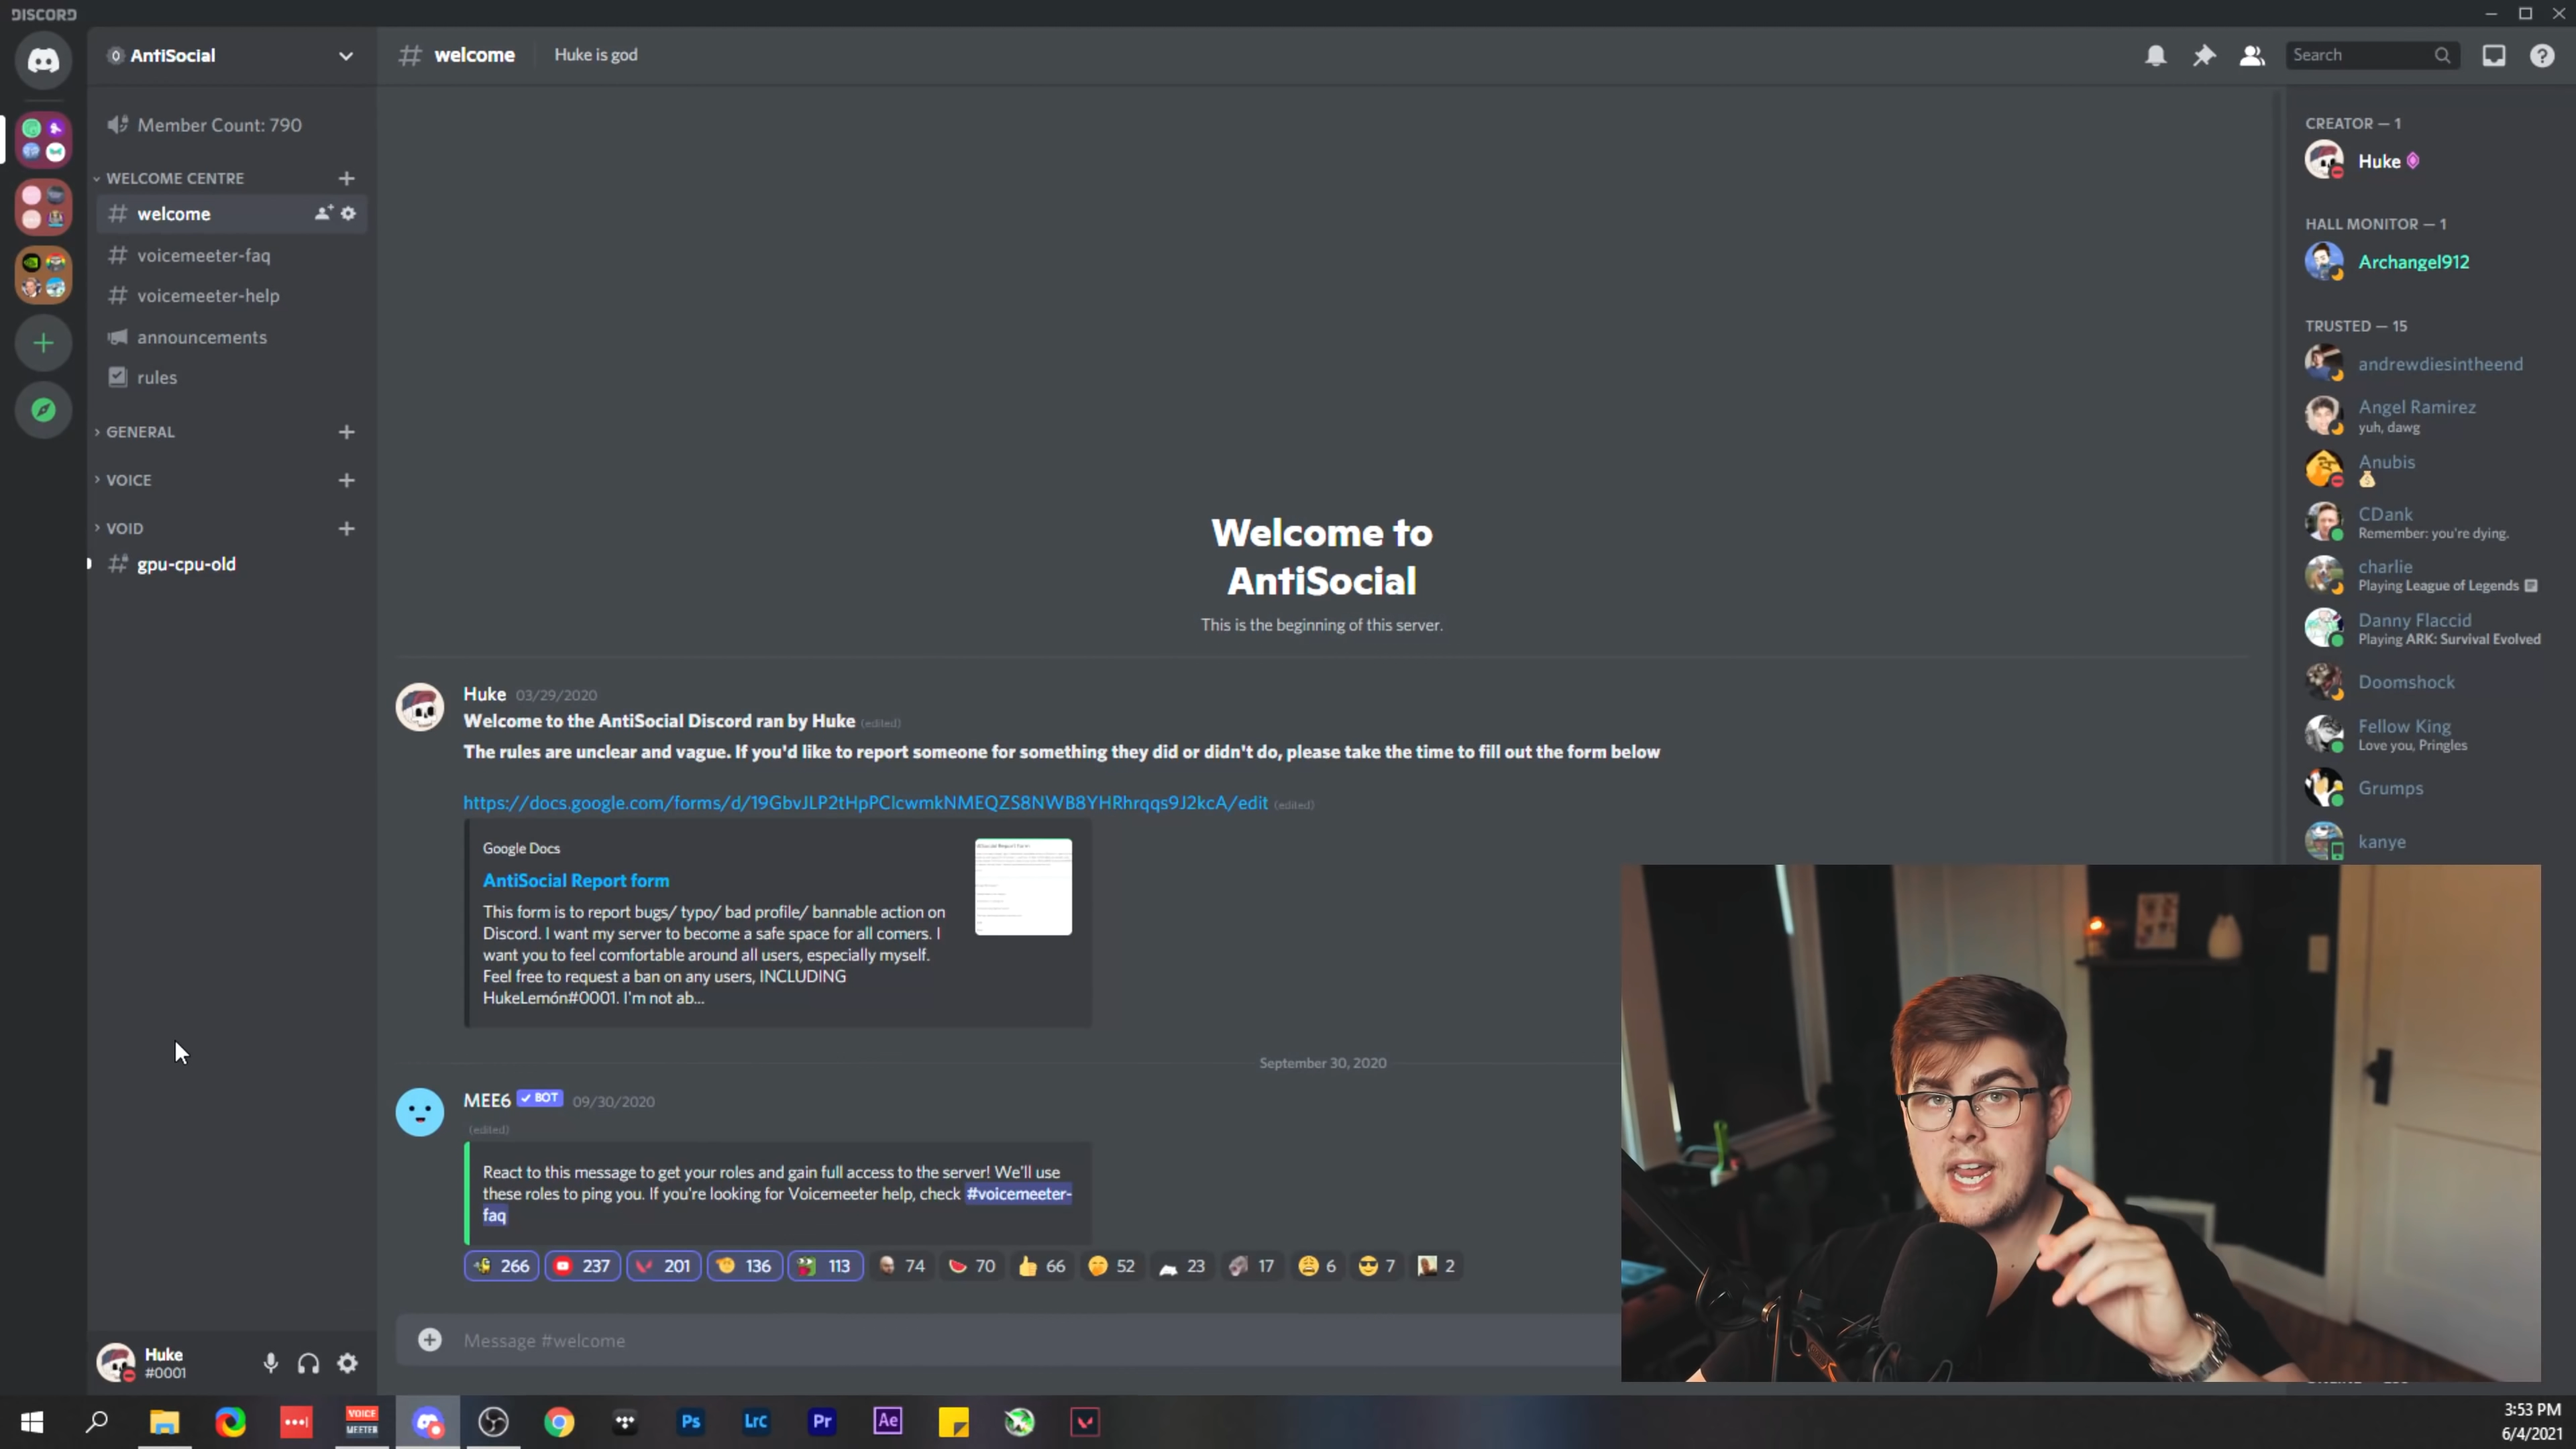 DISCORD
AntiSocial
welcome
Huke is god
Search
Member Count: 790
WELCOME CENTRE
welcome
voicemeeter-faq
voicemeeter-help
announcements
rules
GENERAL
VOICE
VOID
gpu-cpu-old
Welcome to
AntiSocial
This is the beginning of this server.
Huke 03/29/2020
Welcome to the AntiSocial Discord ran by Huke (edited)
The rules are unclear and vague. If you'd like to report someone for something they did or didn't do, please take the time to fill out the form below
https://docs.google.com/forms/d/19GbvJLP2tHpPClcwmkNMEQZS8NWB8YHRhrqqs9J2kcA/edit (edited)
Google Docs
AntiSocial Report form
This form is to report bugs/ typo/ bad profile/ bannable action on
Discord. I want my server to become a safe space for all comers. I
want you to feel comfortable around all users, especially myself.
Feel free to request a ban on any users, INCLUDING
HukeLemón#0001. I'm not ab...
September 30, 2020
MEE6 BOT 09/30/2020
(edited)
React to this message to get your roles and gain full access to the server! We'll use
these roles to ping you. If you're looking for Voicemeeter help, check #voicemeeter-
faq
266 237 201 136 113 74 70 66 52 23 17 6 7 2
Message #welcome
CREATOR — 1
Huke
HALL MONITOR — 1
Archangel912
TRUSTED — 15
andrewdiesintheend
Angel Ramirez
yuh, dawg
Anubis
CDank
Remember: you're dying.
charlie
Playing League of Legends
Danny Flaccid
Playing ARK: Survival Evolved
Doomshock
Fellow King
Love you, Pringles
Grumps
kanye
Huke
#0001
VOICE
MEETER
Ps
Lrc
Pr
Ae
3:53 PM
6/4/2021